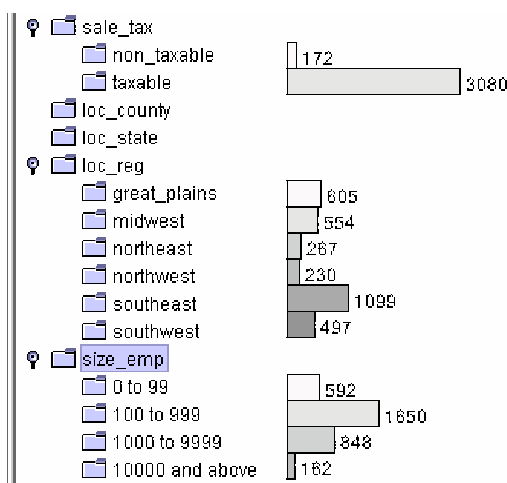 sale_tax
non_taxable 172
taxable 3080
loc_county
loc_state
loc_reg
great_plains 605
midwest 554
northeast 267
northwest 230
southeast 1099
southwest 497
size_emp
0 to 99 592
100 to 999 1650
1000 to 9999 848
10000 and above 162